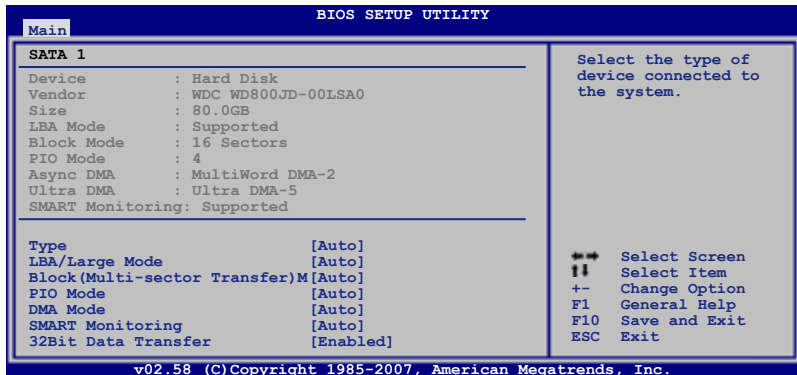 BIOS SETUP UTILITY
Main
SATA 1
Device : Hard Disk
Vendor : WDC WD800JD-00LSA0
Size : 80.0GB
LBA Mode : Supported
Block Mode : 16 Sectors
PIO Mode : 4
Async DMA : MultiWord DMA-2
Ultra DMA : Ultra DMA-5
SMART Monitoring: Supported
Type [Auto]
LBA/Large Mode [Auto]
Block(Multi-sector Transfer)M[Auto]
PIO Mode [Auto]
DMA Mode [Auto]
SMART Monitoring [Auto]
32Bit Data Transfer [Enabled]
Select the type of
device connected to
the system.
←→ Select Screen
↑↓ Select Item
+- Change Option
F1 General Help
F10 Save and Exit
ESC Exit
v02.58 (C)Copyright 1985-2007, American Megatrends, Inc.